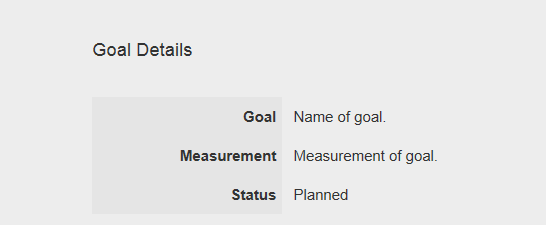 Goal Details
Goal Name of goal.
Measurement Measurement of goal.
Status Planned